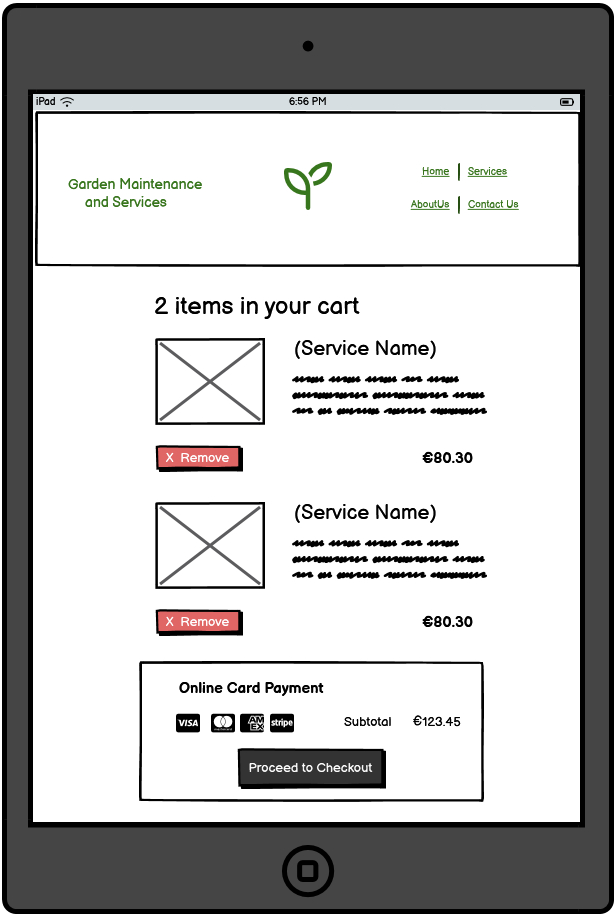 iPad 6:56 PM
Garden Maintenance
and Services
Home Services
AboutUs Contact Us
2 items in your cart
(Service Name)
X Remove €80.30
(Service Name)
X Remove €80.30
Online Card Payment
VISA mastercard AMEX stripe Subtotal €123.45
Proceed to Checkout